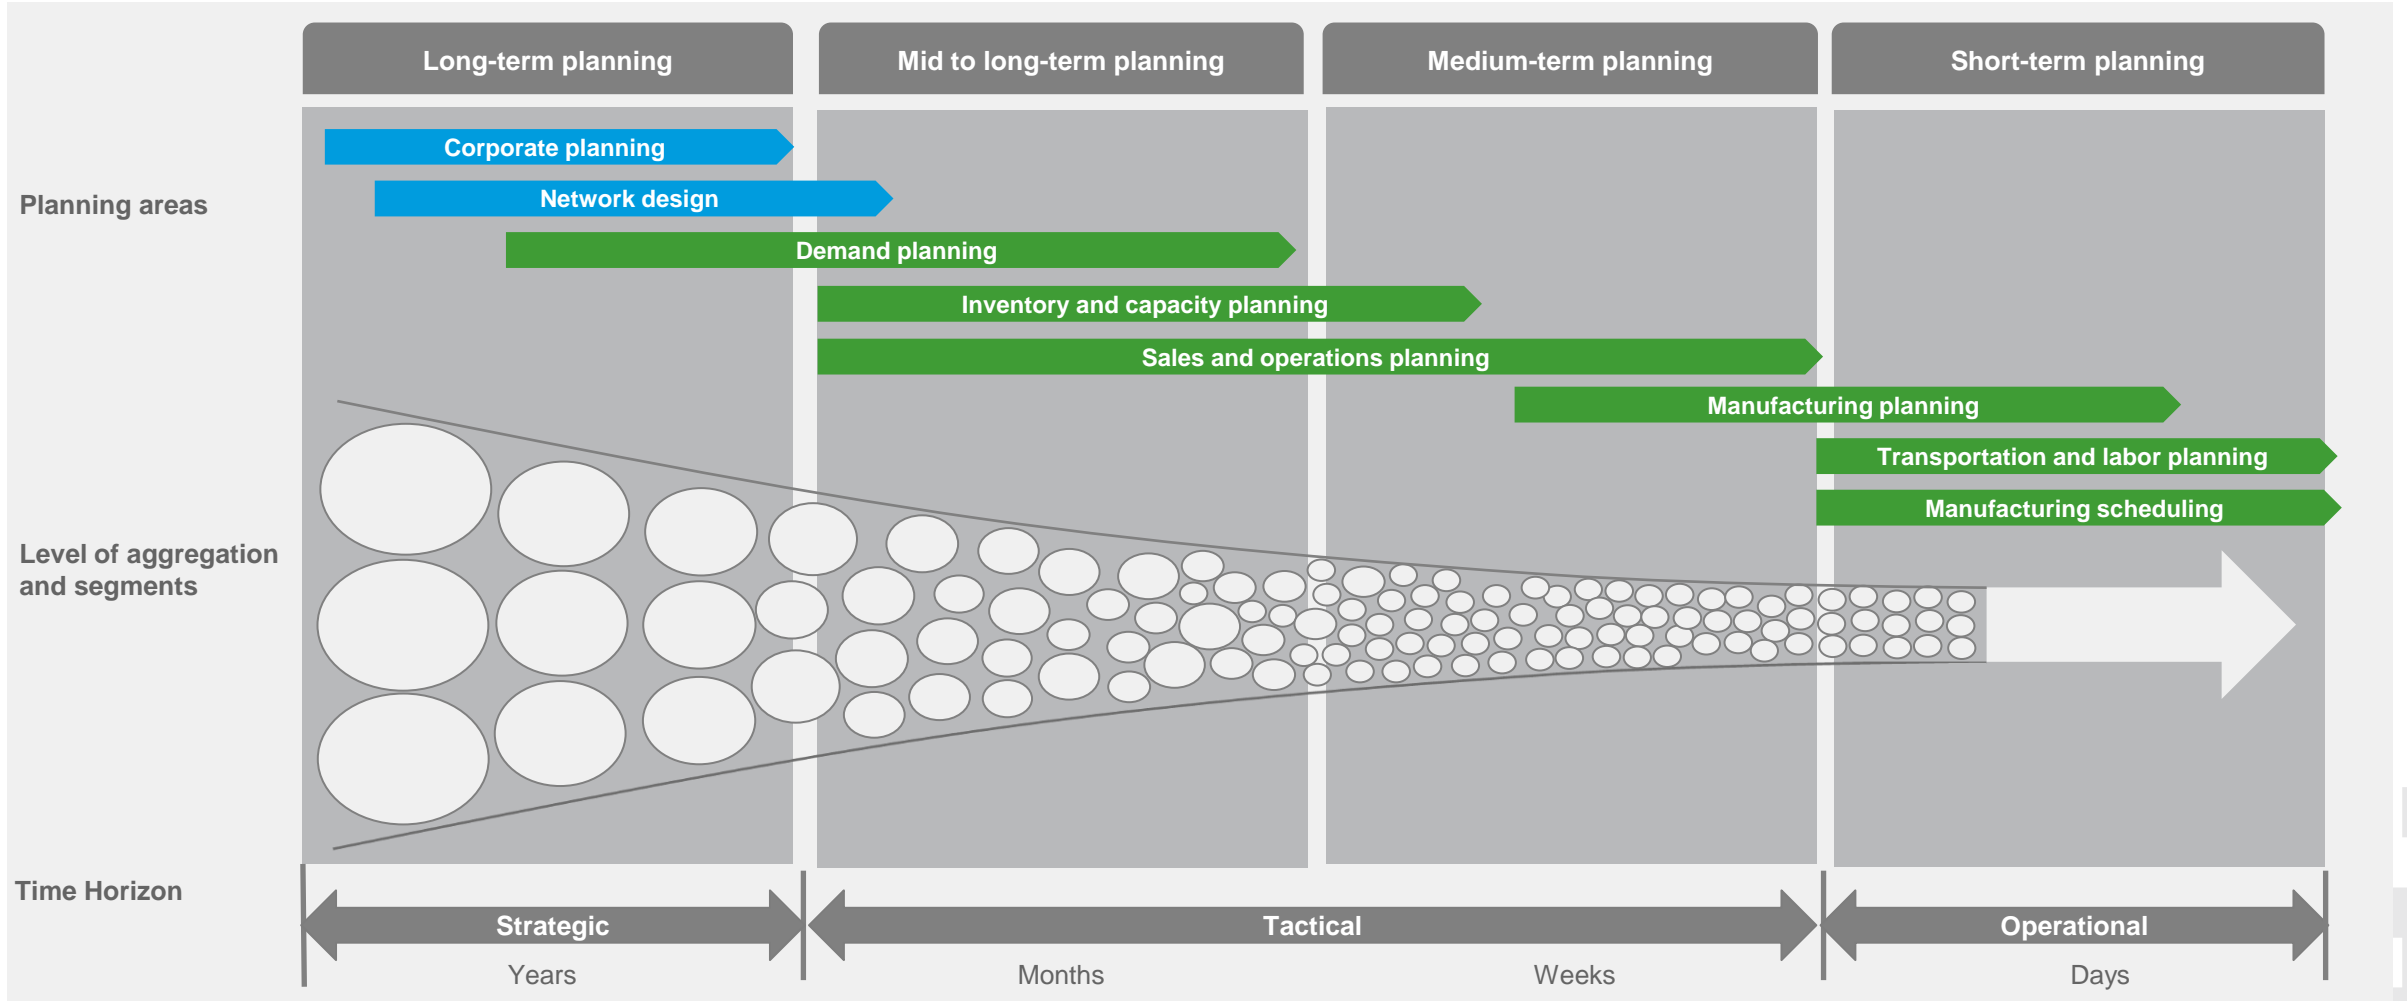 Long-term planning
Mid to long-term planning
Medium-term planning
Short-term planning
Planning areas
Corporate planning
Network design
Demand planning
Inventory and capacity planning
Sales and operations planning
Manufacturing planning
Transportation and labor planning
Manufacturing scheduling
Level of aggregation
and segments
Time Horizon
Strategic
Tactical
Operational
Years
Months
Weeks
Days